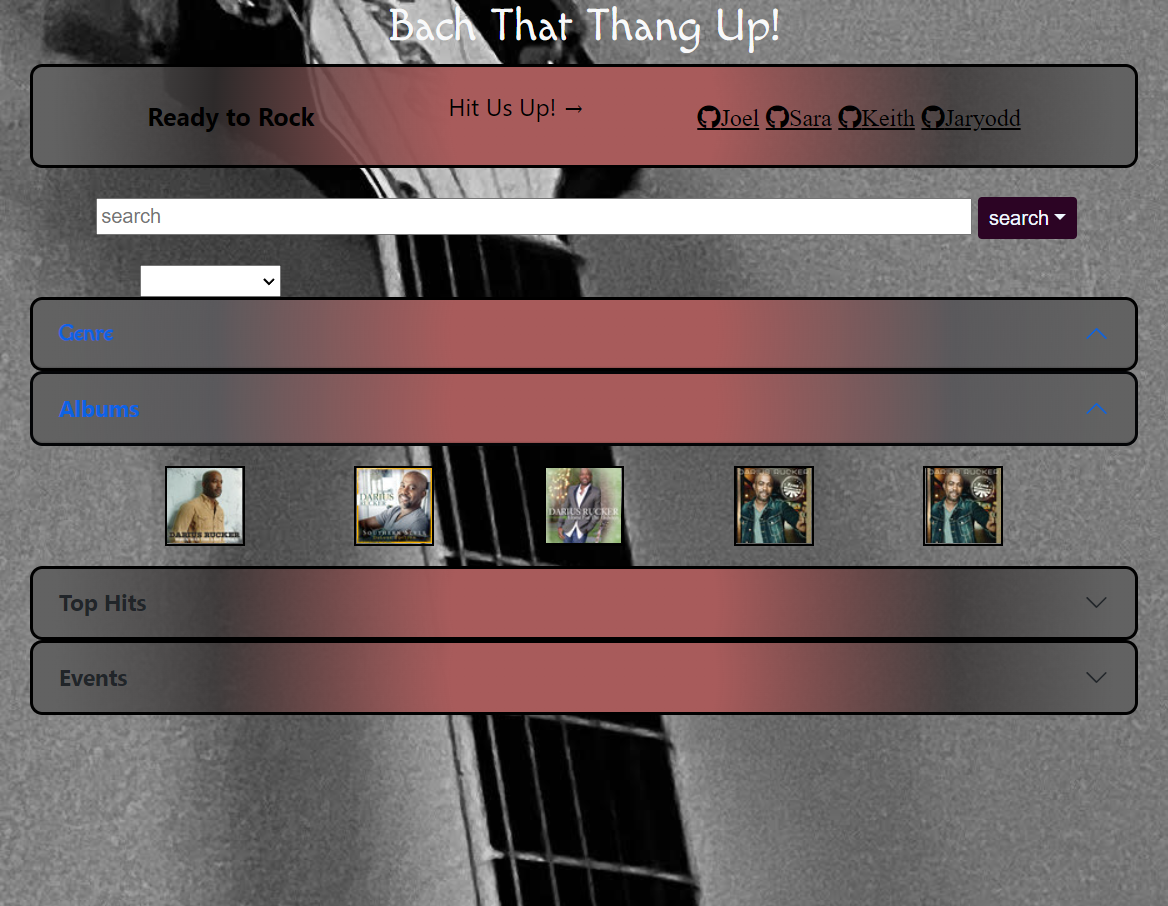 Bach That Thang Up!
Ready to Rock
Hit Us Up! →
Joel Sara Keith Jaryodd
search
search
Genre
Albums
DARIUS RUCKER
DARIUS RUCKER
SOUTHERN STYLE
DARIUS RUCKER
DARIUS RUCKER
DARIUS RUCKER
Top Hits
Events